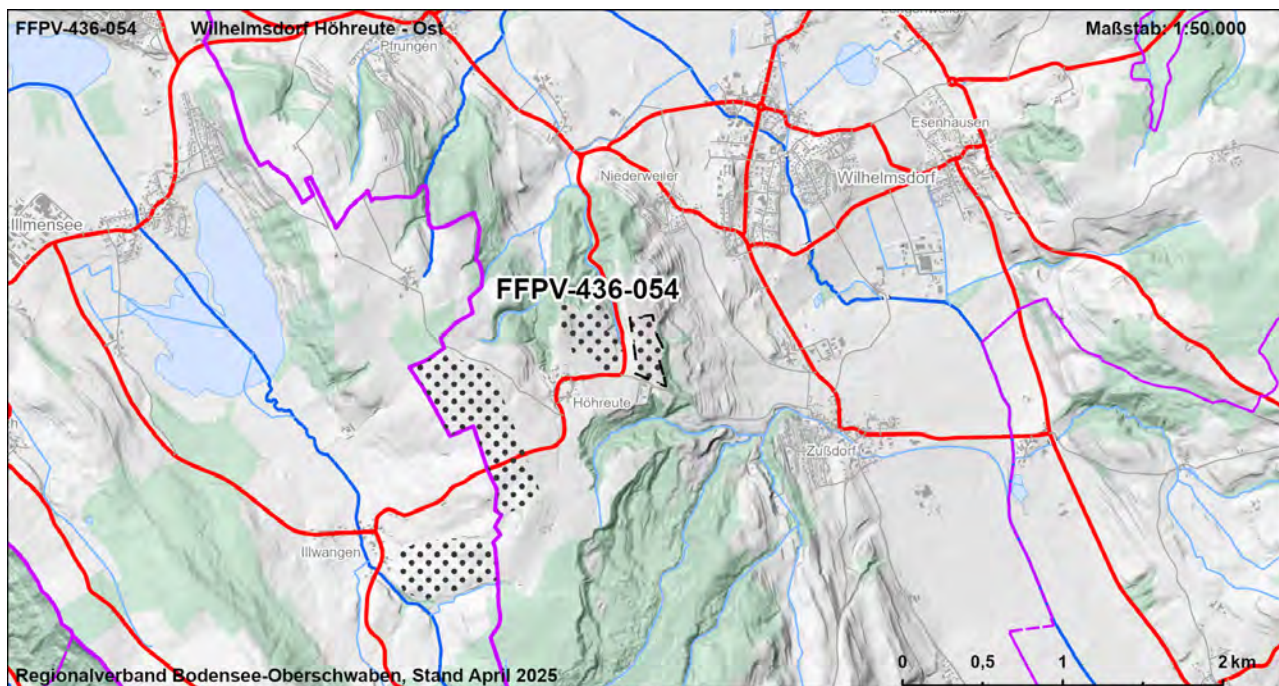 FFPV-436-054 Wilhelmsdorf Höhreute - Ost Maßstab: 1:50.000
Pfrungen
Esenhausen
Niederweiler
Wilhelmsdorf
Illmensee
FFPV-436-054
Höhreute
Zußdorf
Illwangen
0 0,5 1 2 km
Regionalverband Bodensee-Oberschwaben, Stand April 2025